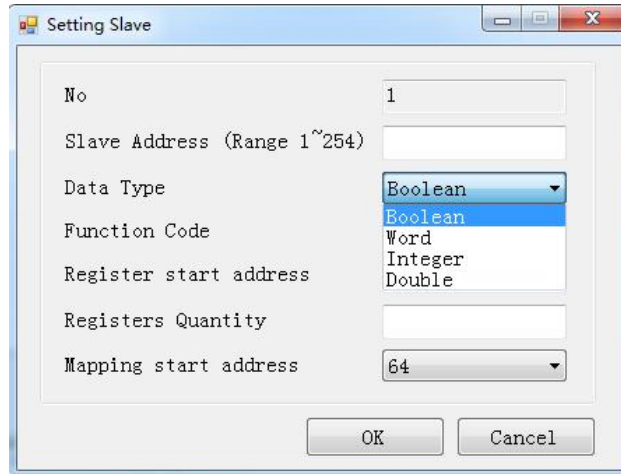 Setting Slave
No 1
Slave Address (Range 1~254)
Data Type Boolean
Boolean
Function Code
Word
Integer
Register start address
Double
Registers Quantity
Mapping start address 64
OK Cancel